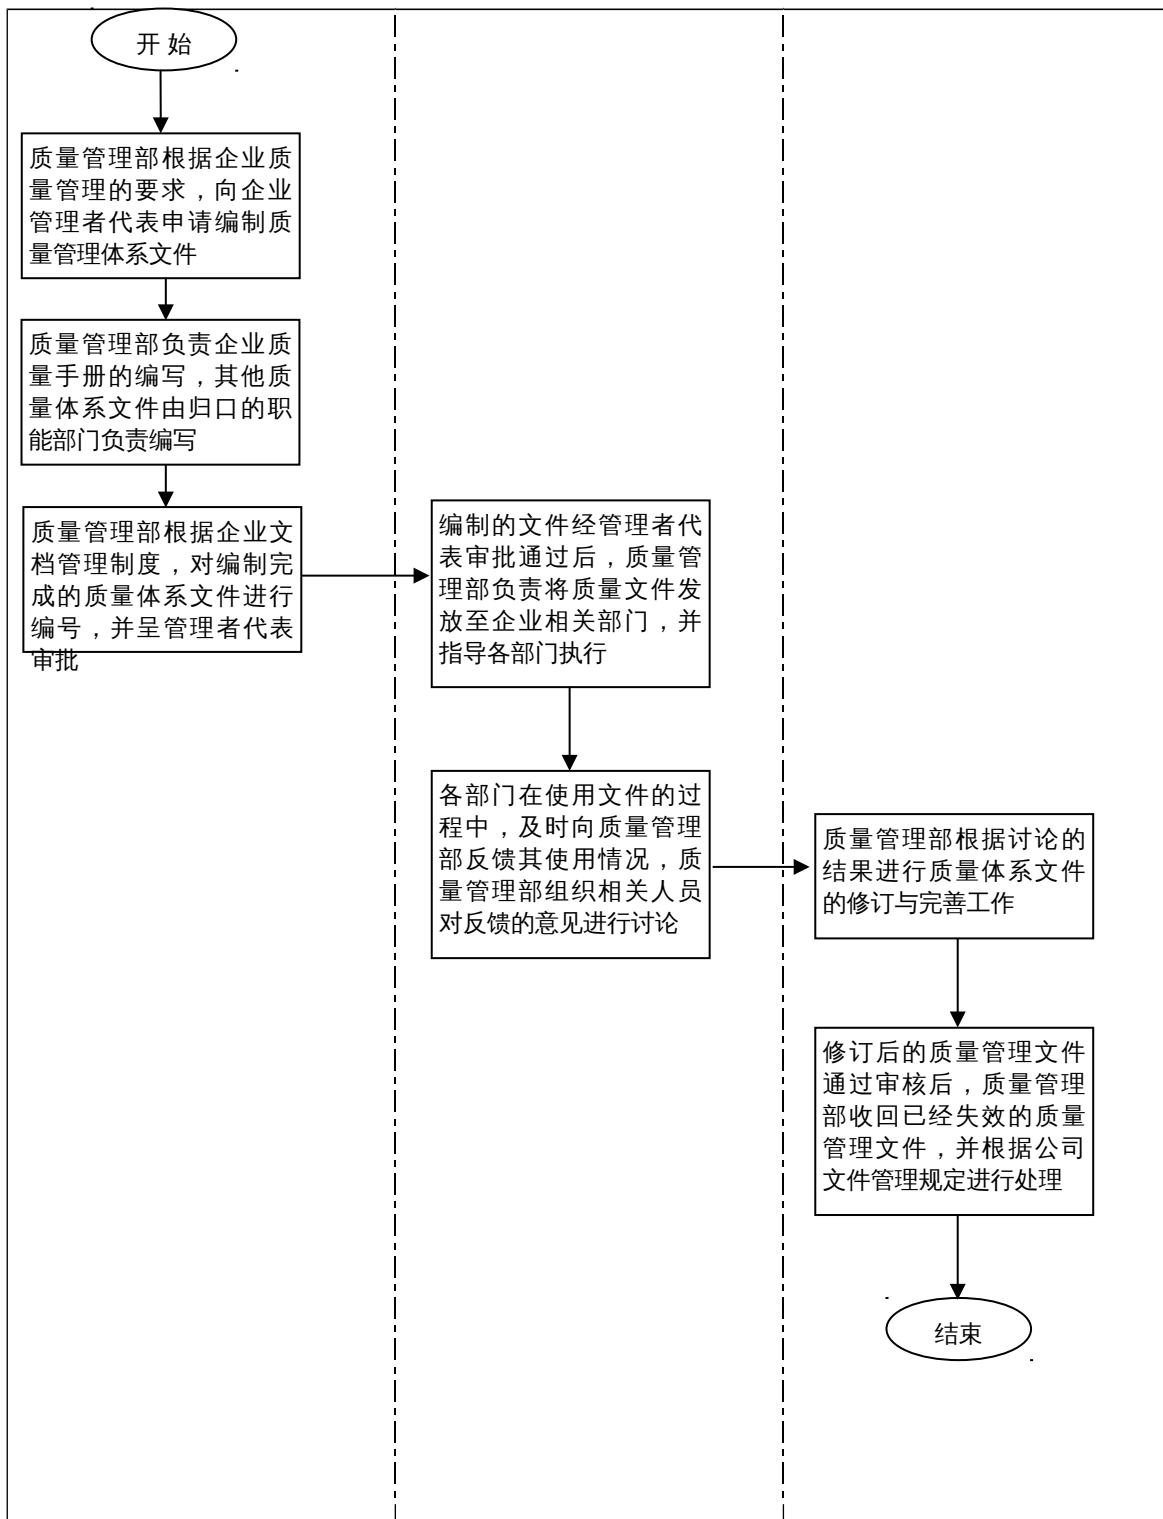 开 始
质量管理部根据企业质
量管理的要求，向企业
管理者代表申请编制质
量管理体系文件
质量管理部负责企业质
量手册的编写，其他质
量体系文件由归口的职
能部门负责编写
质量管理部根据企业文
档管理制度，对编制完
成的质量体系文件进行
编号，并呈管理者代表
审批
编制的文件经管理者代
表审批通过后，质量管
理部负责将质量文件发
放至企业相关部门，并
指导各部门执行
各部门在使用文件的过
程中，及时向质量管理
部反馈其使用情况，质
量管理部组织相关人员
对反馈的意见进行讨论
质量管理部根据讨论的
结果进行质量体系文件
的修订与完善工作
修订后的质量管理文件
通过审核后，质量管理
部收回已经失效的质量
管理文件，并根据公司
文件管理规定进行处理
结束